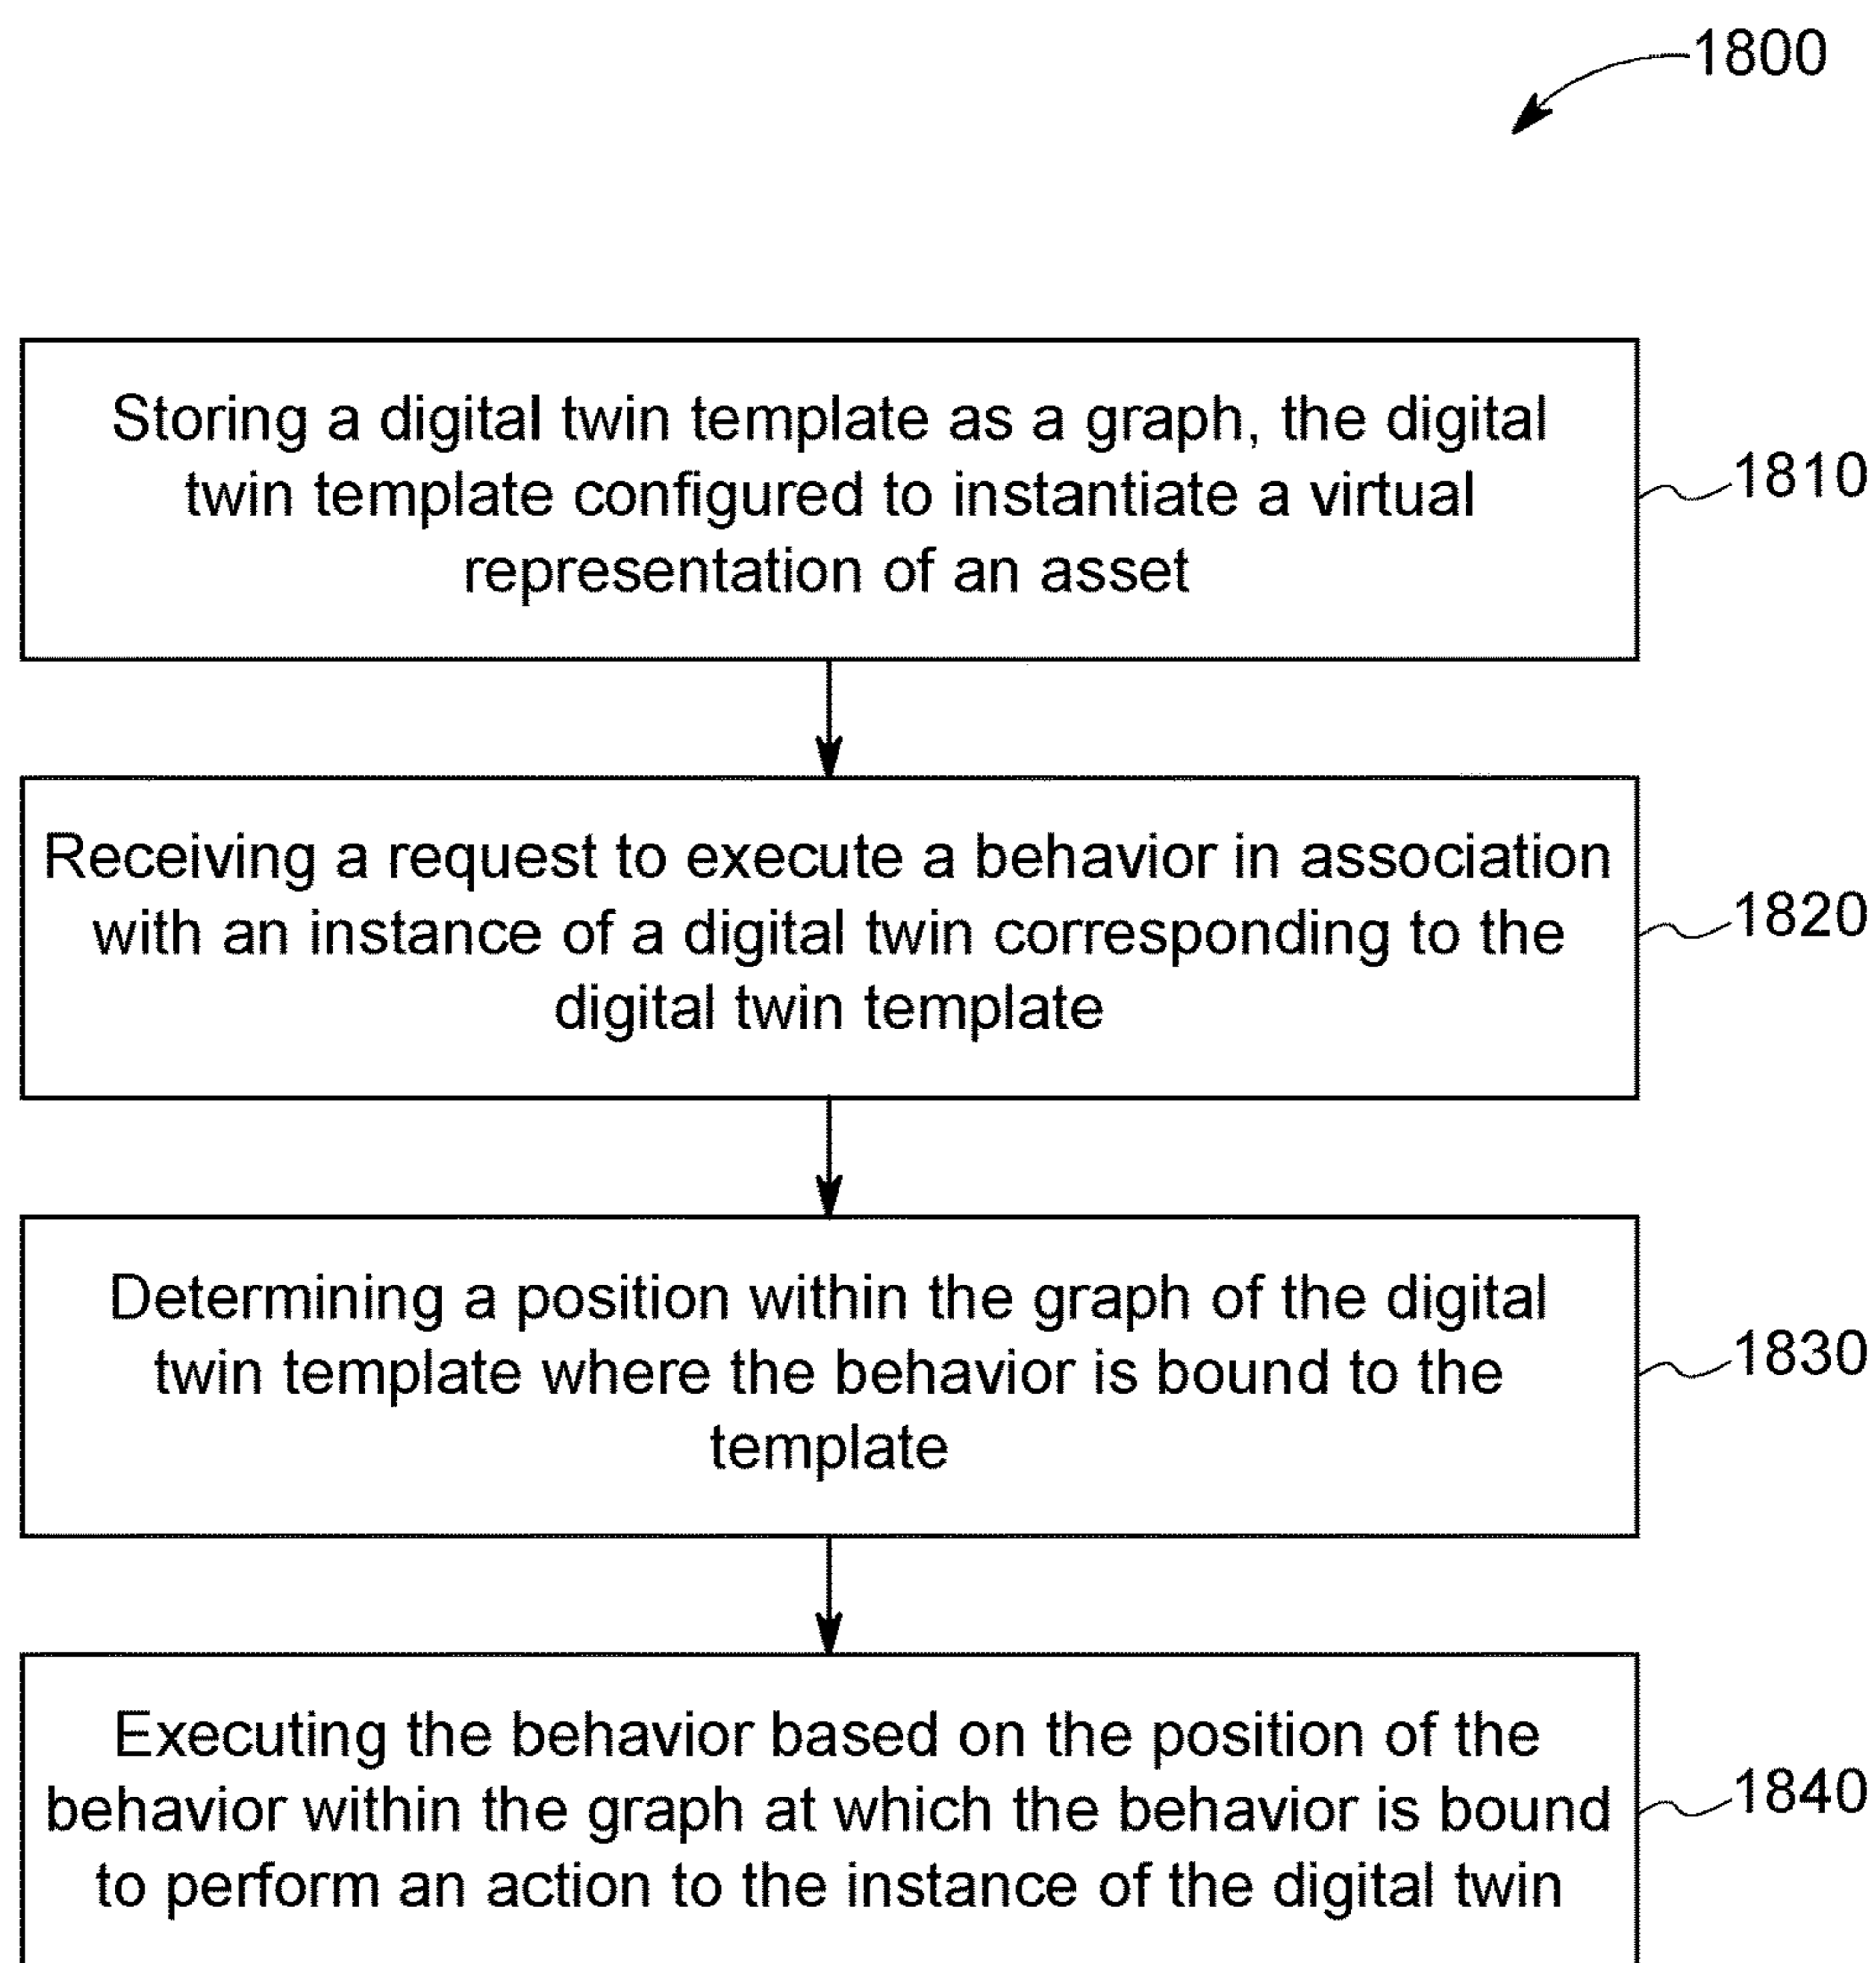 1800
Storing a digital twin template as a graph, the digital
twin template configured to instantiate a virtual
representation of an asset
1810
Receiving a request to execute a behavior in association
with an instance of a digital twin corresponding to the
digital twin template
1820
Determining a position within the graph of the digital
twin template where the behavior is bound to the
template
1830
Executing the behavior based on the position of the
behavior within the graph at which the behavior is bound
to perform an action to the instance of the digital twin
1840